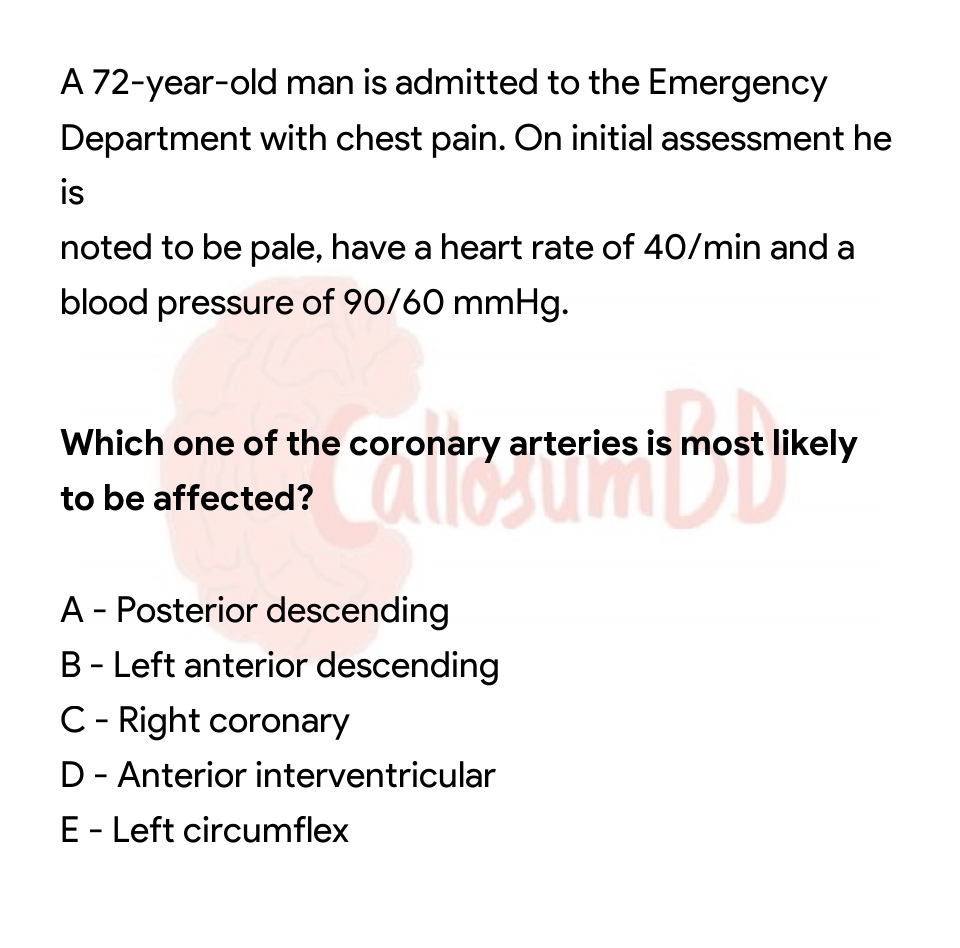 A 72-year-old man is admitted to the Emergency
Department with chest pain. On initial assessment he
is
noted to be pale, have a heart rate of 40/min and a
blood pressure of 90/60 mmHg.
CallosumBD
Which one of the coronary arteries is most likely
to be affected?
A - Posterior descending
B - Left anterior descending
C - Right coronary
D - Anterior interventricular
E - Left circumflex